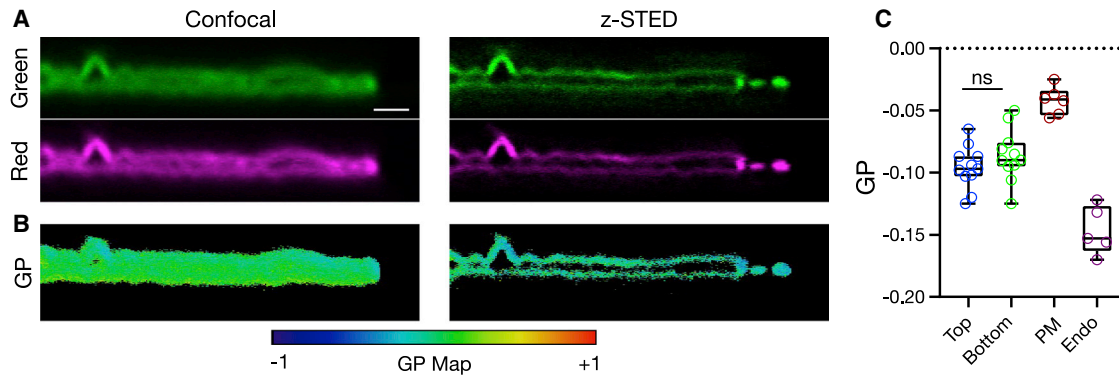 A
Confocal
z-STED
Green
Red
B
GP
-1
GP Map
+1
C
ns
GP
0.00
-0.05
-0.10
-0.15
-0.20
Top
Bottom
PM
Endo